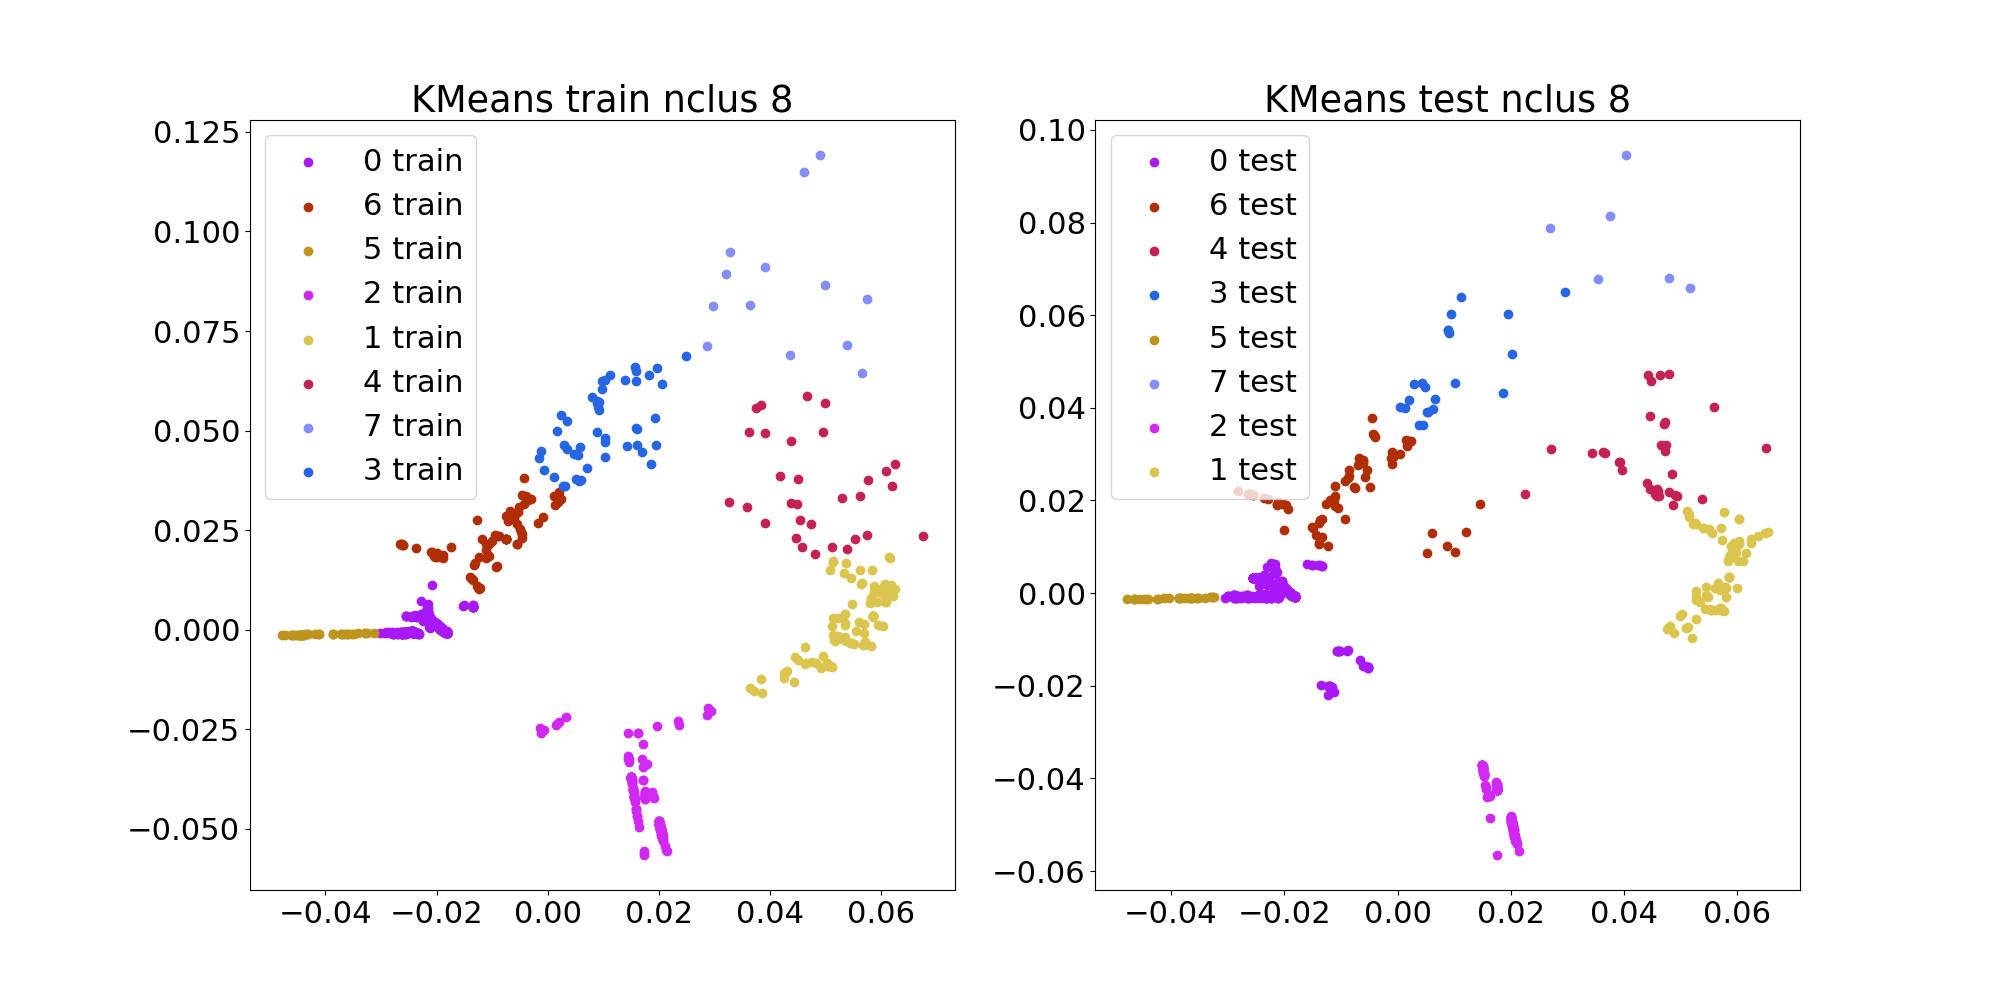 KMeans train nclus 8
0.125
0.100
0.075
0.050
0.025
0.000
−0.025
−0.050
0 train
6 train
5 train
2 train
1 train
4 train
7 train
3 train
−0.04 −0.02 0.00 0.02 0.04 0.06
KMeans test nclus 8
0.10
0.08
0.06
0.04
0.02
0.00
−0.02
−0.04
−0.06
0 test
6 test
4 test
3 test
5 test
7 test
2 test
1 test
−0.04 −0.02 0.00 0.02 0.04 0.06